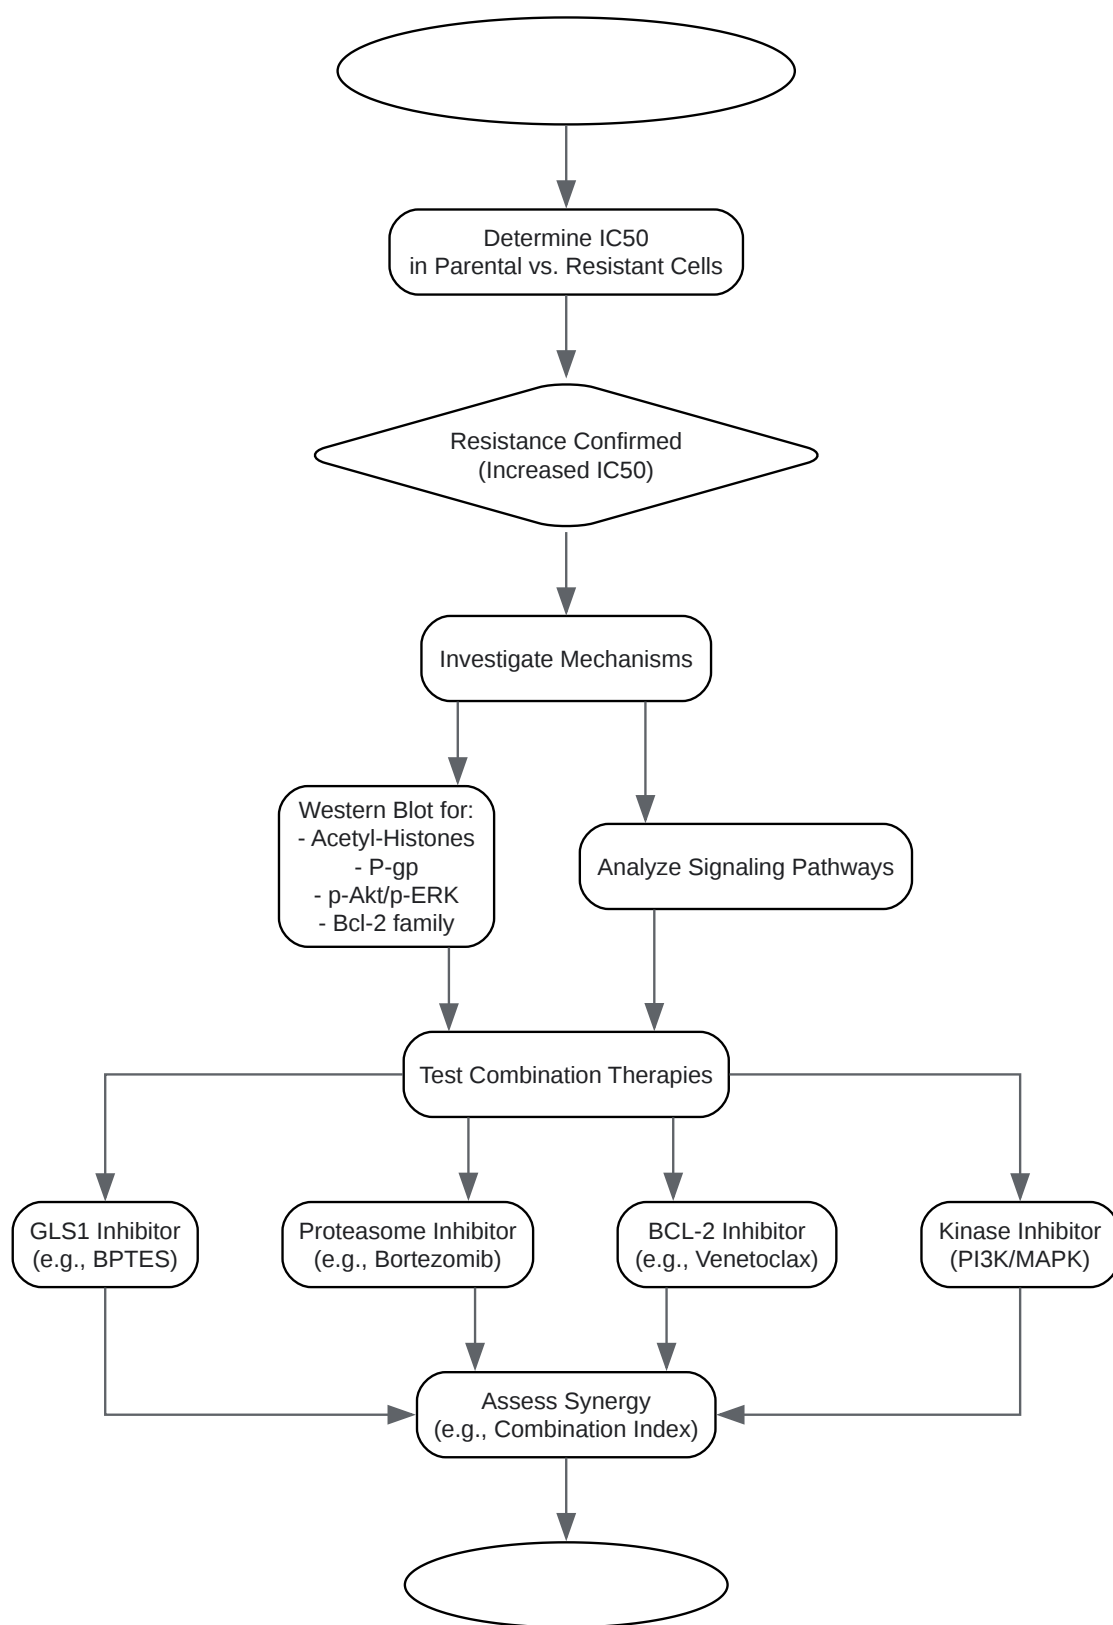 Determine IC50
in Parental vs. Resistant Cells
Resistance Confirmed
(Increased IC50)
Investigate Mechanisms
Western Blot for:
- Acetyl-Histones
- P-gp
- p-Akt/p-ERK
- Bcl-2 family
Analyze Signaling Pathways
Test Combination Therapies
GLS1 Inhibitor
(e.g., BPTES)
Proteasome Inhibitor
(e.g., Bortezomib)
BCL-2 Inhibitor
(e.g., Venetoclax)
Kinase Inhibitor
(PI3K/MAPK)
Assess Synergy
(e.g., Combination Index)